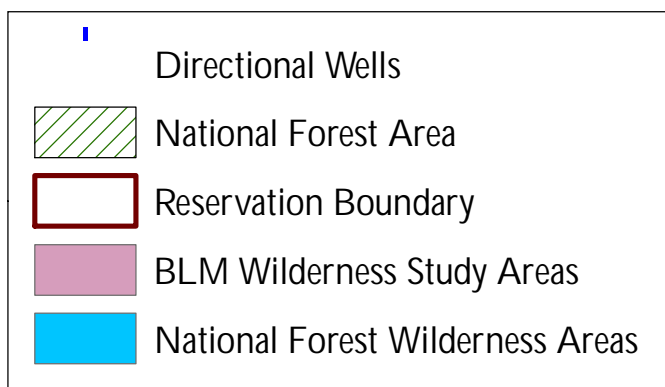 Directional Wells
National Forest Area
Reservation Boundary
BLM Wilderness Study Areas
National Forest Wilderness Areas